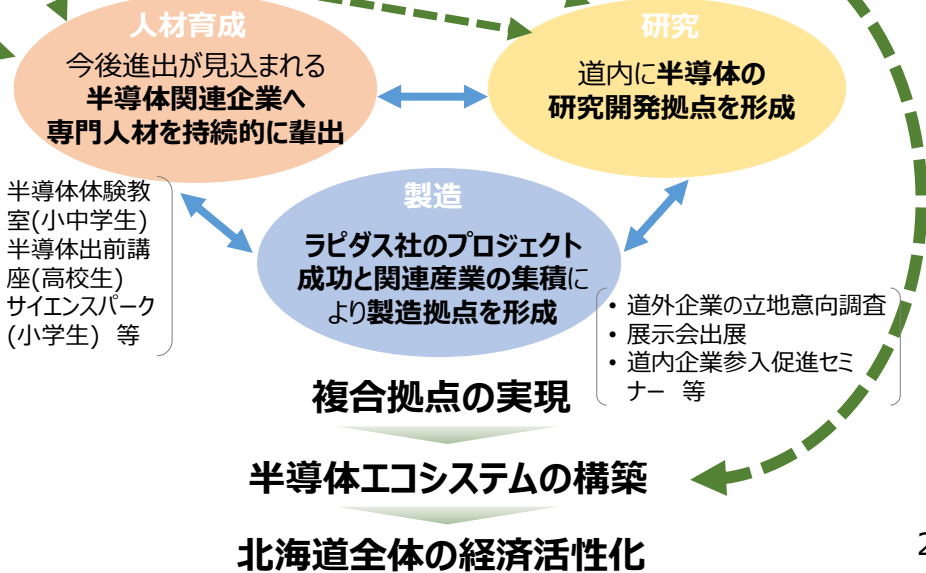 人材育成
今後進出が見込まれる
半導体関連企業へ
専門人材を持続的に輩出
研究
道内に半導体の
研究開発拠点を形成
製造
ラピダス社のプロジェクト
成功と関連産業の集積に
より製造拠点を形成
半導体体験教
室(小中学生)
半導体出前講
座(高校生)
サイエンスパーク
(小学生) 等
• 道外企業の立地意向調査
• 展示会出展
• 道内企業参入促進セミ
ナー 等
複合拠点の実現
半導体エコシステムの構築
北海道全体の経済活性化
2